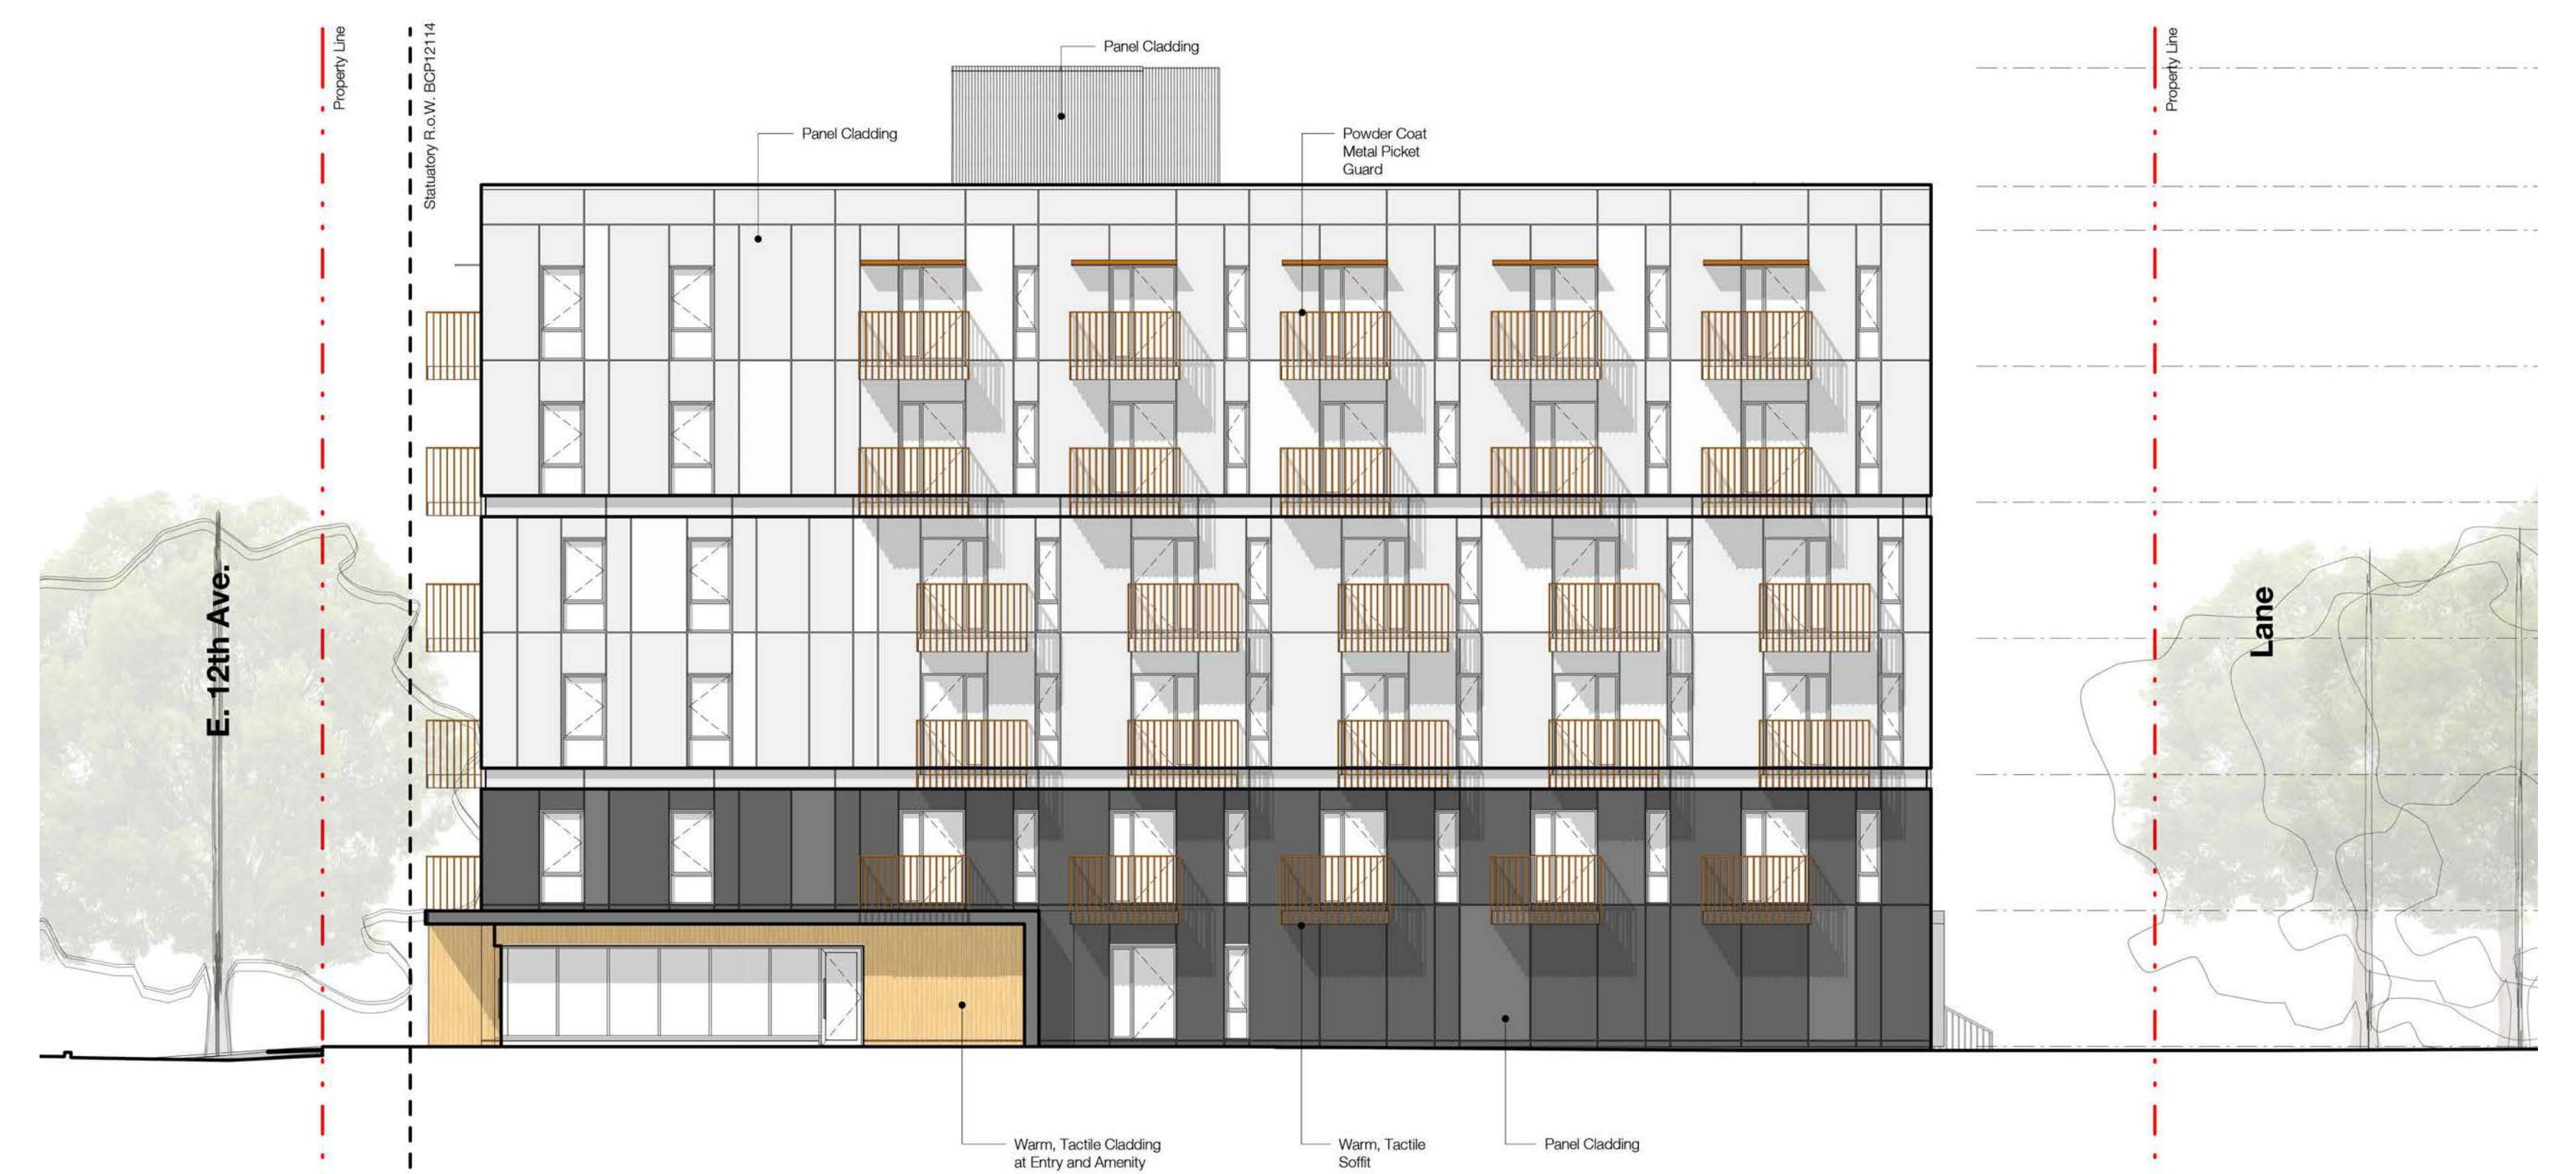 Property Line
Statuatory R.o.W. BCP12114
Panel Cladding
Property Line
Panel Cladding
Powder Coat
Metal Picket
Guard
E. 12th Ave.
Lane
Warm, Tactile Cladding
at Entry and Amenity
Warm, Tactile
Soffit
Panel Cladding